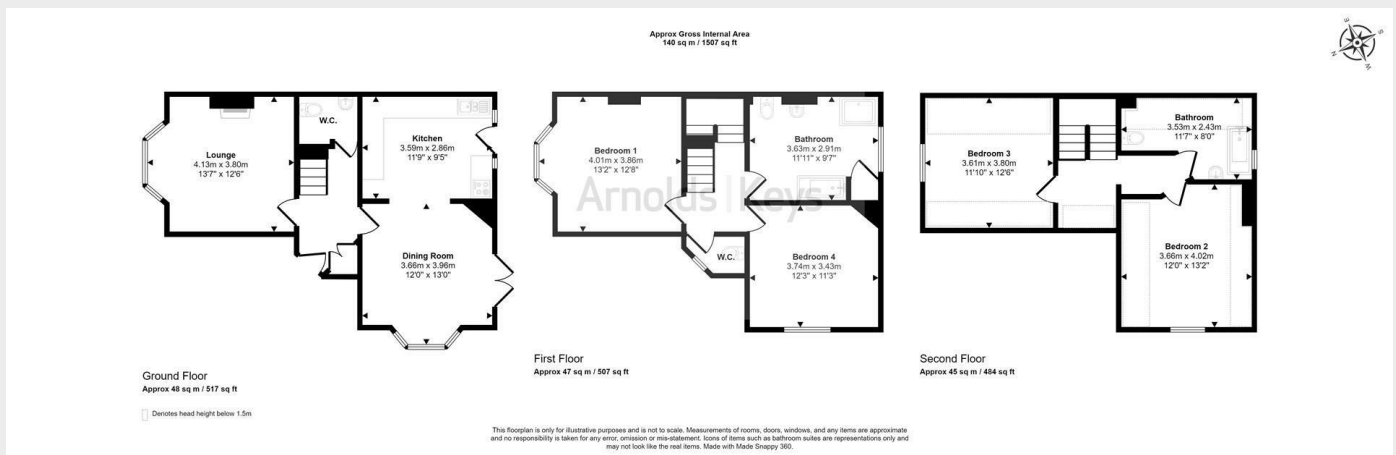 Approx Gross Internal Area
140 sq m / 1507 sq ft
E
S
N
W
Lounge
4.13m x 3.80m
13'7" x 12'6"
W.C.
Kitchen
3.59m x 2.86m
11'9" x 9'5"
Dining Room
3.66m x 3.96m
12'0" x 13'0"
Ground Floor
Approx 48 sq m / 517 sq ft
Denotes head height below 1.5m
Bedroom 1
4.01m x 3.86m
13'2" x 12'8"
Bathroom
3.63m x 2.91m
11'11" x 9'7"
Arnolds | Keys
W.C.
Bedroom 4
3.74m x 3.43m
12'3" x 11'3"
First Floor
Approx 47 sq m / 507 sq ft
Bedroom 3
3.61m x 3.80m
11'10" x 12'6"
Bathroom
3.53m x 2.43m
11'7" x 8'0"
Bedroom 2
3.66m x 4.02m
12'0" x 13'2"
Second Floor
Approx 45 sq m / 484 sq ft
This floorplan is only for illustrative purposes and is not to scale. Measurements of rooms, doors, windows, and any items are approximate
and no responsibility is taken for any error, omission or mis-statement. Icons of items such as bathroom suites are representations only and
may not look like the real items. Made with Made Snappy 360.